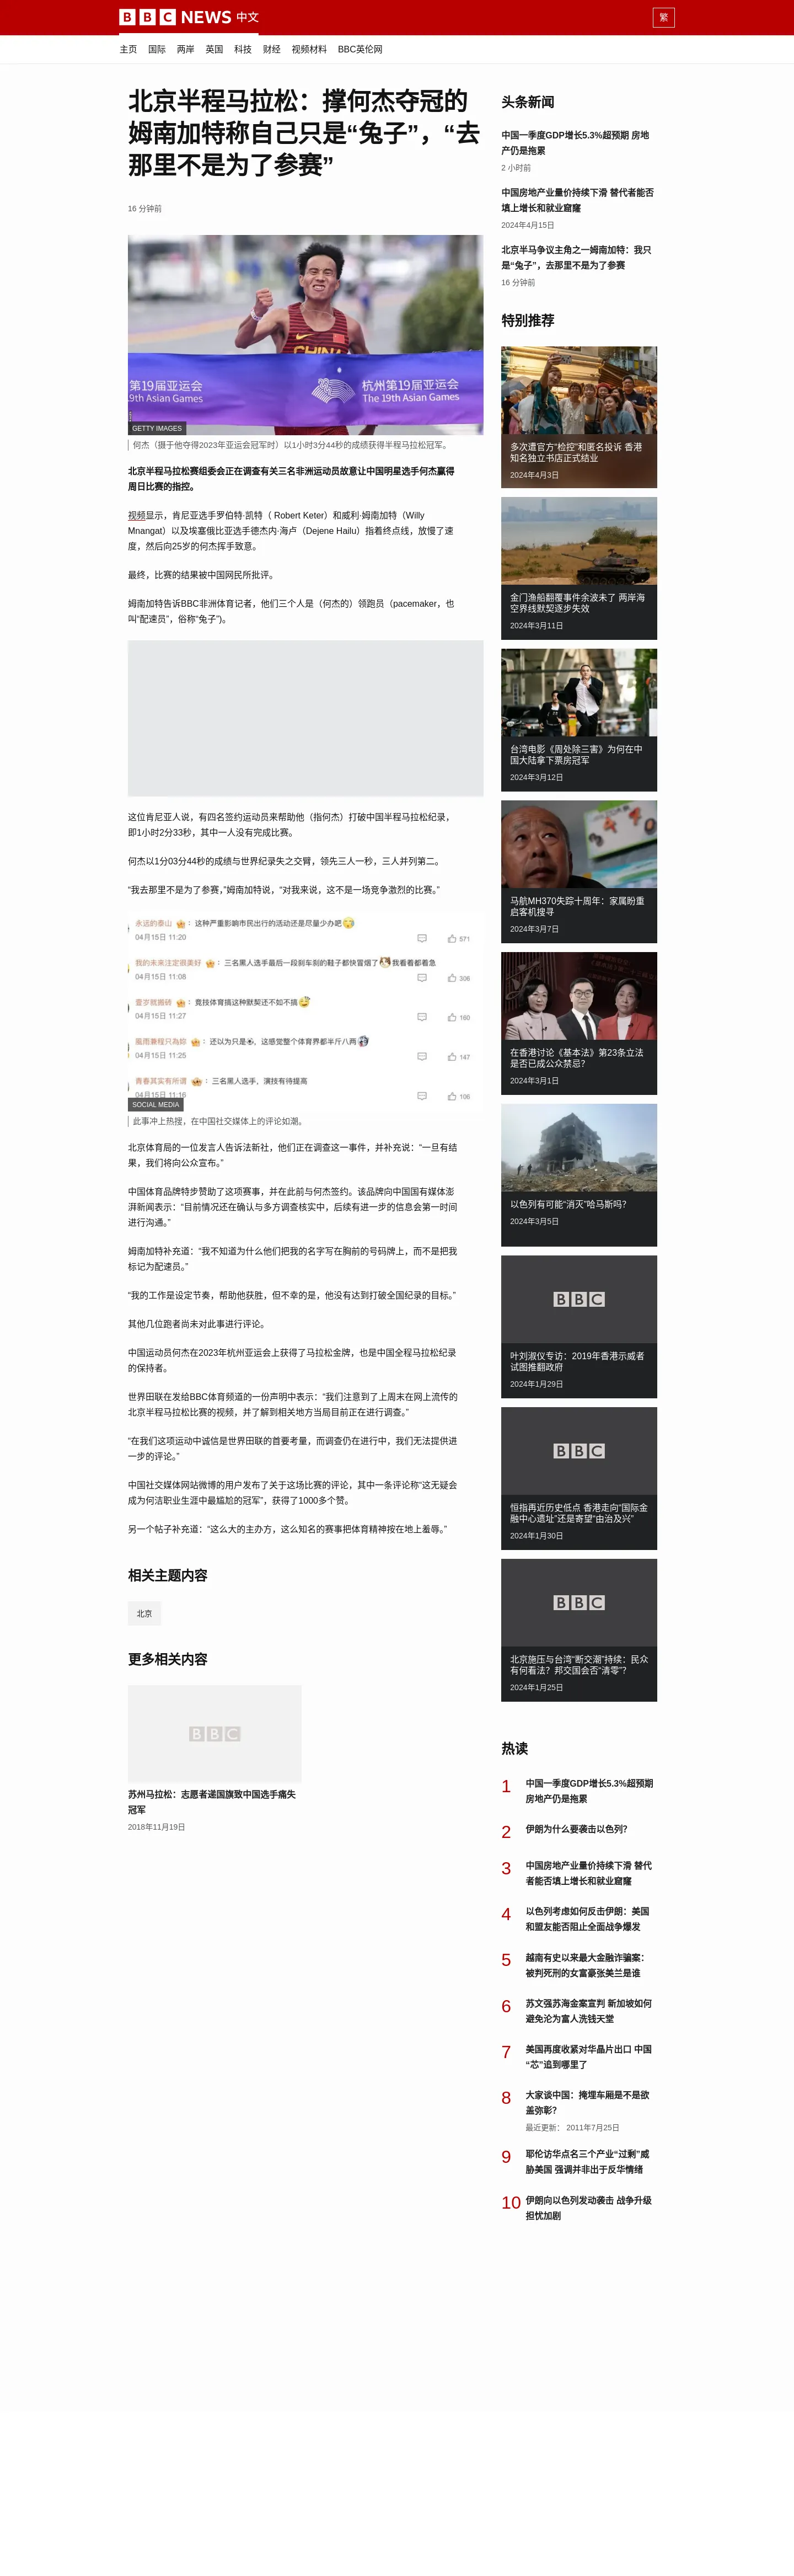 BBC NEWS 中文
繁
主页 国际 两岸 英国 科技 财经 视频材料 BBC英伦网
北京半程马拉松：撑何杰夺冠的
姆南加特称自己只是“兔子”，“去
那里不是为了参赛”
16 分钟前
CHINA
第19届亚运会
19th Asian Games
杭州第19届亚运会
The 19th Asian Games
GETTY IMAGES
何杰（摄于他夺得2023年亚运会冠军时）以1小时3分44秒的成绩获得半程马拉松冠军。
北京半程马拉松赛组委会正在调查有关三名非洲运动员故意让中国明星选手何杰赢得
周日比赛的指控。
视频显示，肯尼亚选手罗伯特·凯特（ Robert Keter）和威利·姆南加特（Willy
Mnangat）以及埃塞俄比亚选手德杰内·海卢（Dejene Hailu）指着终点线，放慢了速
度，然后向25岁的何杰挥手致意。
最终，比赛的结果被中国网民所批评。
姆南加特告诉BBC非洲体育记者，他们三个人是（何杰的）领跑员（pacemaker，也
叫“配速员”，俗称“兔子”)。
这位肯尼亚人说，有四名签约运动员来帮助他（指何杰）打破中国半程马拉松纪录，
即1小时2分33秒，其中一人没有完成比赛。
何杰以1分03分44秒的成绩与世界纪录失之交臂，领先三人一秒，三人并列第二。
“我去那里不是为了参赛，”姆南加特说，“对我来说，这不是一场竞争激烈的比赛。”
永远的泰山：这种严重影响市民出行的活动还是尽量少办吧
04月15日 11:20 571
我的未来注定很美好：三名黑人选手最后一段刹车刹的鞋子都快冒烟了我看着都着急
04月15日 11:08 306
壹岁就搬砖：竞技体育搞这种默契还不如不搞
04月15日 11:27 160
風雨兼程只為妳：还以为只是，这感觉整个体育界都半斤八两
04月15日 11:25 147
青春其实有所谓：三名黑人选手，演技有待提高
04月15日 11:16 106
SOCIAL MEDIA
此事冲上热搜，在中国社交媒体上的评论如潮。
北京体育局的一位发言人告诉法新社，他们正在调查这一事件，并补充说：“一旦有结
果，我们将向公众宣布。”
中国体育品牌特步赞助了这项赛事，并在此前与何杰签约。该品牌向中国国有媒体澎
湃新闻表示：“目前情况还在确认与多方调查核实中，后续有进一步的信息会第一时间
进行沟通。”
姆南加特补充道：“我不知道为什么他们把我的名字写在胸前的号码牌上，而不是把我
标记为配速员。”
“我的工作是设定节奏，帮助他获胜，但不幸的是，他没有达到打破全国纪录的目标。”
其他几位跑者尚未对此事进行评论。
中国运动员何杰在2023年杭州亚运会上获得了马拉松金牌，也是中国全程马拉松纪录
的保持者。
世界田联在发给BBC体育频道的一份声明中表示：“我们注意到了上周末在网上流传的
北京半程马拉松比赛的视频，并了解到相关地方当局目前正在进行调查。”
“在我们这项运动中诚信是世界田联的首要考量，而调查仍在进行中，我们无法提供进
一步的评论。”
中国社交媒体网站微博的用户发布了关于这场比赛的评论，其中一条评论称“这无疑会
成为何洁职业生涯中最尴尬的冠军”，获得了1000多个赞。
另一个帖子补充道：“这么大的主办方，这么知名的赛事把体育精神按在地上羞辱。”
相关主题内容
北京
更多相关内容
BBC
苏州马拉松：志愿者递国旗致中国选手痛失
冠军
2018年11月19日
头条新闻
中国一季度GDP增长5.3%超预期 房地
产仍是拖累
2 小时前
中国房地产业量价持续下滑 替代者能否
填上增长和就业窟窿
2024年4月15日
北京半马争议主角之一姆南加特：我只
是“兔子”，去那里不是为了参赛
16 分钟前
特别推荐
多次遭官方“检控”和匿名投诉 香港
知名独立书店正式结业
2024年4月3日
金门渔船翻覆事件余波未了 两岸海
空界线默契逐步失效
2024年3月11日
台湾电影《周处除三害》为何在中
国大陆拿下票房冠军
2024年3月12日
马航MH370失踪十周年：家属盼重
启客机搜寻
2024年3月7日
在香港讨论《基本法》第23条立法
是否已成公众禁忌？
2024年3月1日
以色列有可能“消灭”哈马斯吗？
2024年3月5日
BBC
叶刘淑仪专访：2019年香港示威者
试图推翻政府
2024年1月29日
BBC
恒指再近历史低点 香港走向“国际金
融中心遗址”还是寄望“由治及兴”
2024年1月30日
BBC
北京施压与台湾“断交潮”持续：民众
有何看法？邦交国会否“清零”？
2024年1月25日
热读
1 中国一季度GDP增长5.3%超预期
房地产仍是拖累
2 伊朗为什么要袭击以色列？
3 中国房地产业量价持续下滑 替代
者能否填上增长和就业窟窿
4 以色列考虑如何反击伊朗：美国
和盟友能否阻止全面战争爆发
5 越南有史以来最大金融诈骗案：
被判死刑的女富豪张美兰是谁
6 苏文强苏海金案宣判 新加坡如何
避免沦为富人洗钱天堂
7 美国再度收紧对华晶片出口 中国
“芯”追到哪里了
8 大家谈中国：掩埋车厢是不是欲
盖弥彰？
最近更新： 2011年7月25日
9 耶伦访华点名三个产业“过剩”威
胁美国 强调并非出于反华情绪
10 伊朗向以色列发动袭击 战争升级
担忧加剧